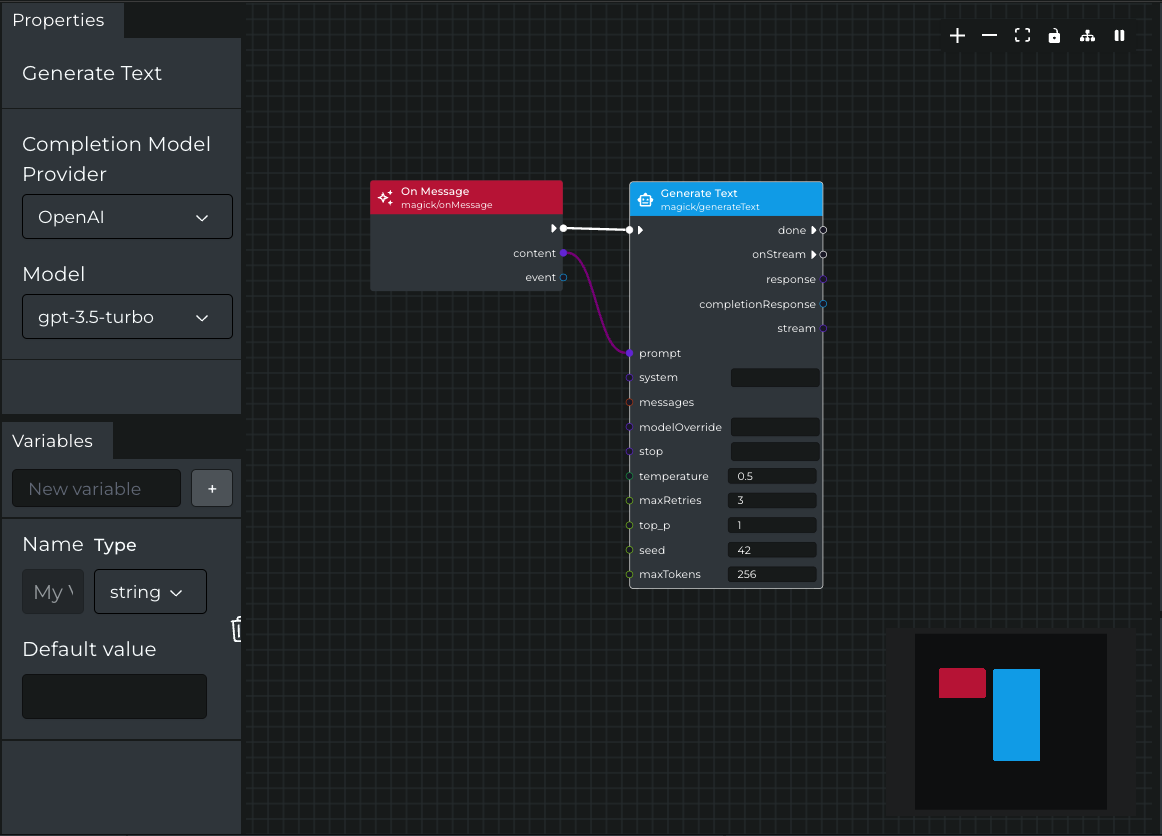 Properties
Generate Text
Completion Model
Provider
OpenAI
Model
gpt-3.5-turbo
Variables
New variable
+
Name Type
My V string
Default value
On Message
magick/onMessage
content
event
Generate Text
magick/generateText
done
onStream
response
completionResponse
stream
prompt
system
messages
modelOverride
stop
temperature 0.5
maxRetries 3
top_p 1
seed 42
maxTokens 256